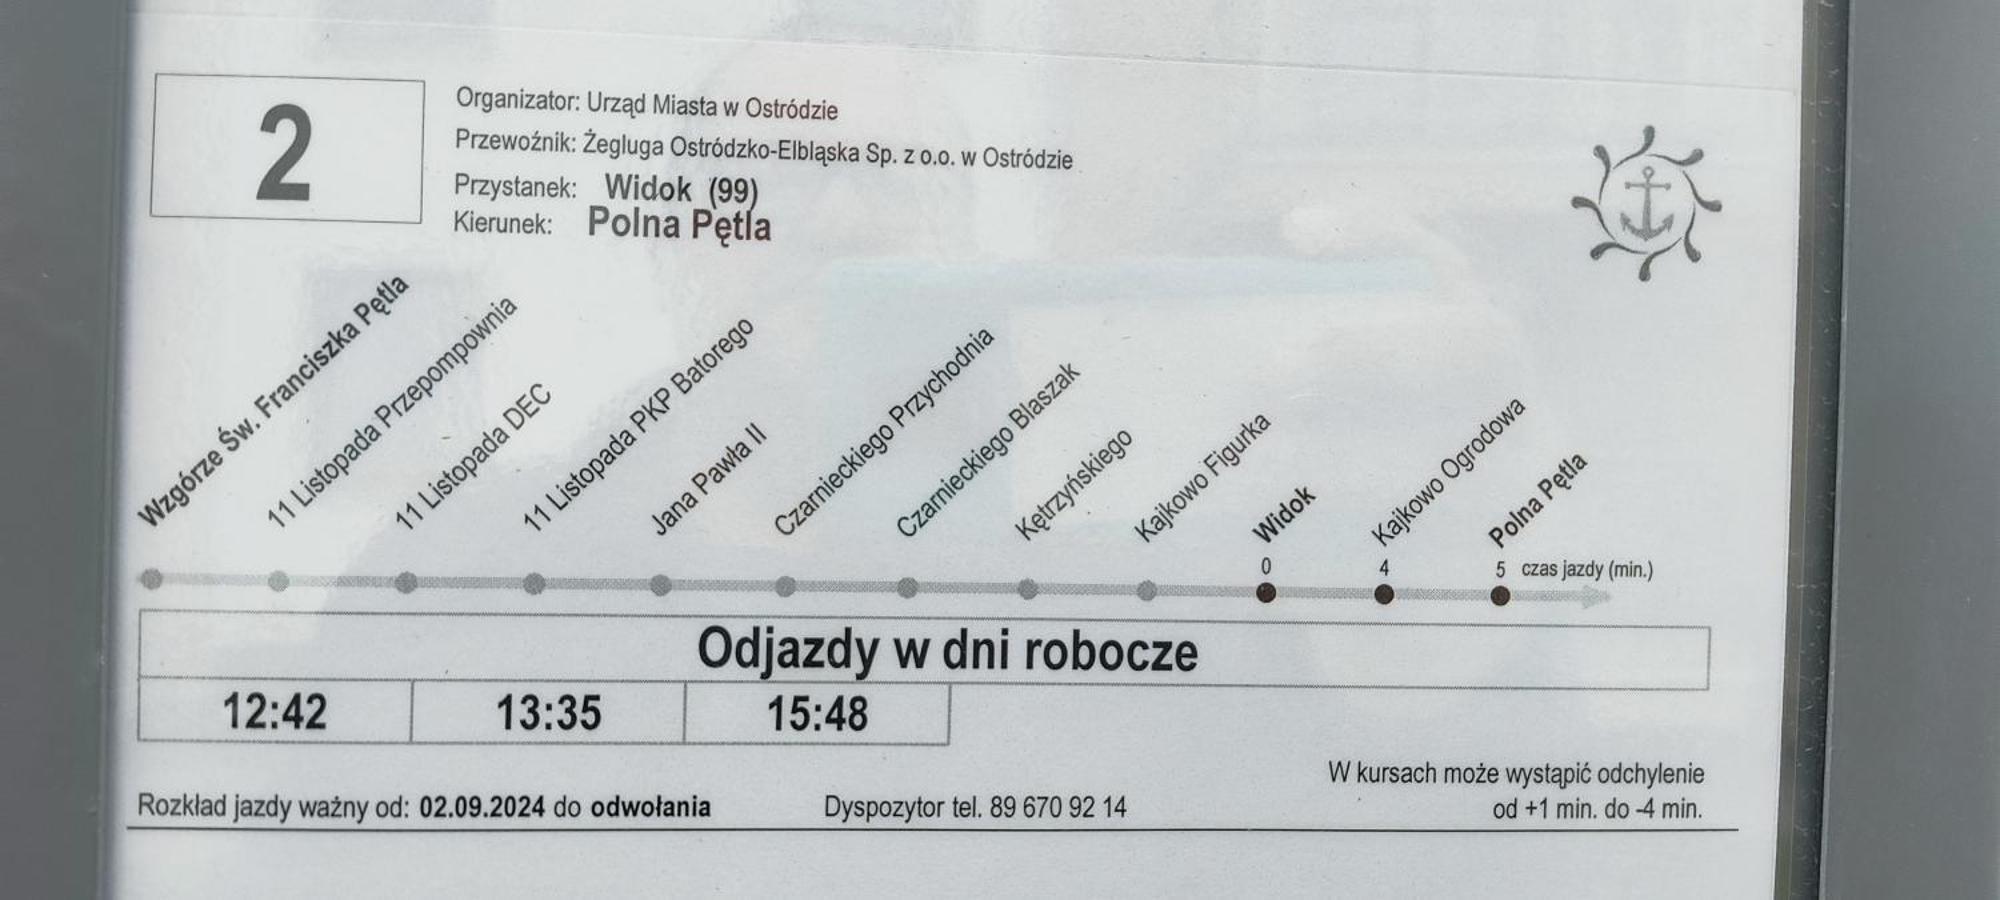 2
Organizator: Urząd Miasta w Ostródzie
Przewoźnik: Żegluga Ostródzko-Elbląska Sp. z o.o. w Ostródzie
Przystanek: Widok (99)
Kierunek: Polna Pętla
Wzgórze Św. Franciszka Pętla
11 Listopada Przepompownia
11 Listopada DEC
11 Listopada PKP Batorego
Jana Pawła II
Czarnieckiego Przychodnia
Czarnieckiego Blaszak
Kętrzyńskiego
Kajkowo Figurka
Widok
Kajkowo Ogrodowa
Polna Pętla
0 4 5 czas jazdy (min.)
Odjazdy w dni robocze
12:42 13:35 15:48
W kursach może wystąpić odchylenie
od +1 min. do -4 min.
Rozkład jazdy ważny od: 02.09.2024 do odwołania
Dyspozytor tel. 89 670 92 14